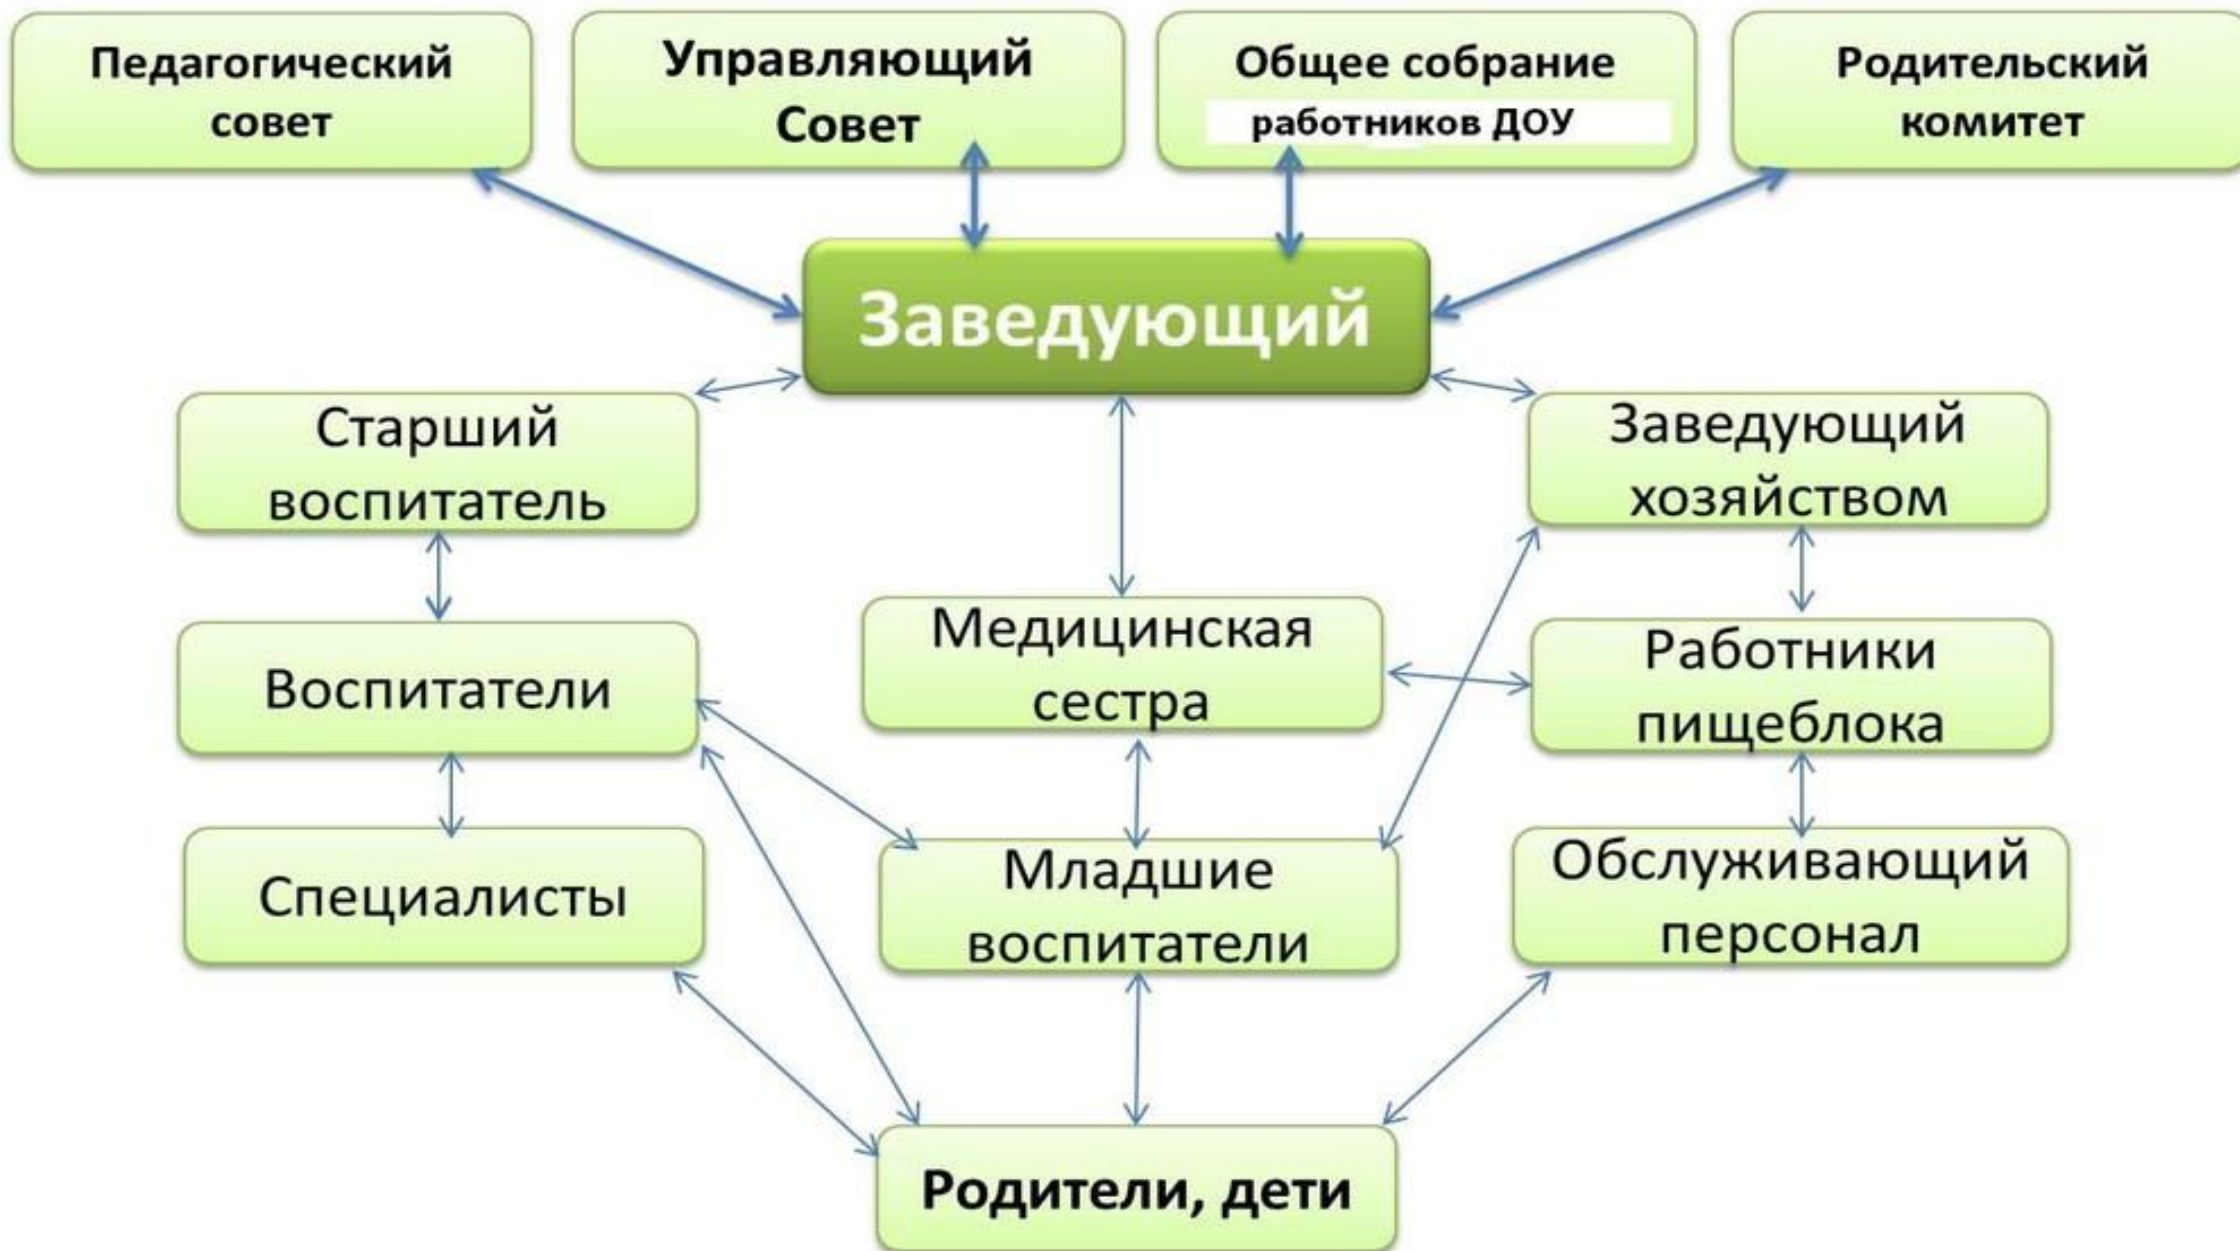 Педагогический
совет
Управляющий
Совет
Общее собрание
работников ДОУ
Родительский
комитет
Заведующий
Старший
воспитатель
Заведующий
хозяйством
Медицинская
сестра
Воспитатели
Работники
пищеблока
Специалисты
Младшие
воспитатели
Обслуживающий
персонал
Родители, дети